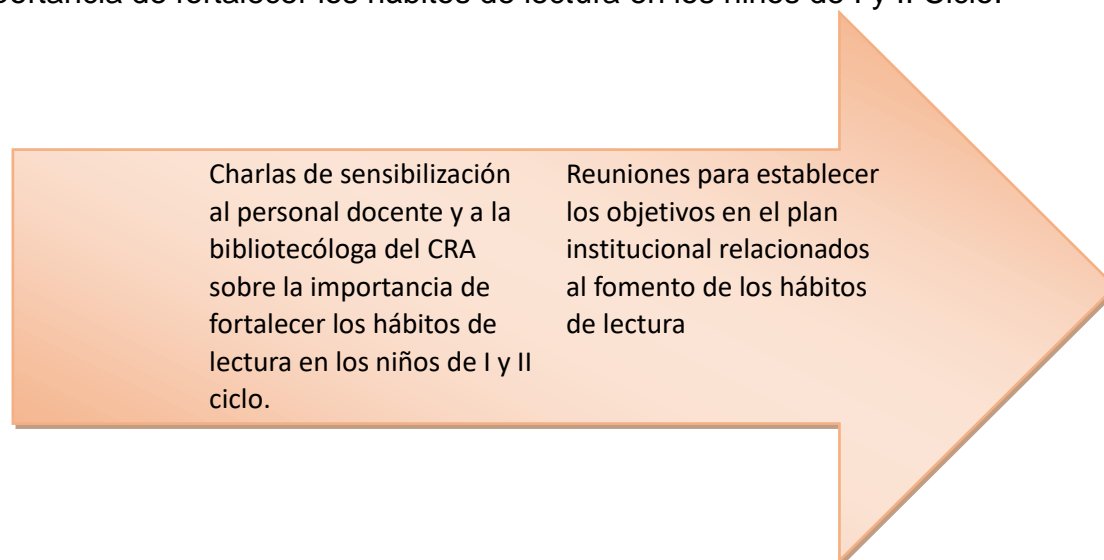 de fortalecer los hábitos de lectura en los niños de I y II Ciclo.
Charlas de sensibilización
al personal docente y a la
bibliotecóloga del CRA
sobre la importancia de
fortalecer los hábitos de
lectura en los niños de I y II
ciclo.
Reuniones para establecer
los objetivos en el plan
institucional relacionados
al fomento de los hábitos
de lectura